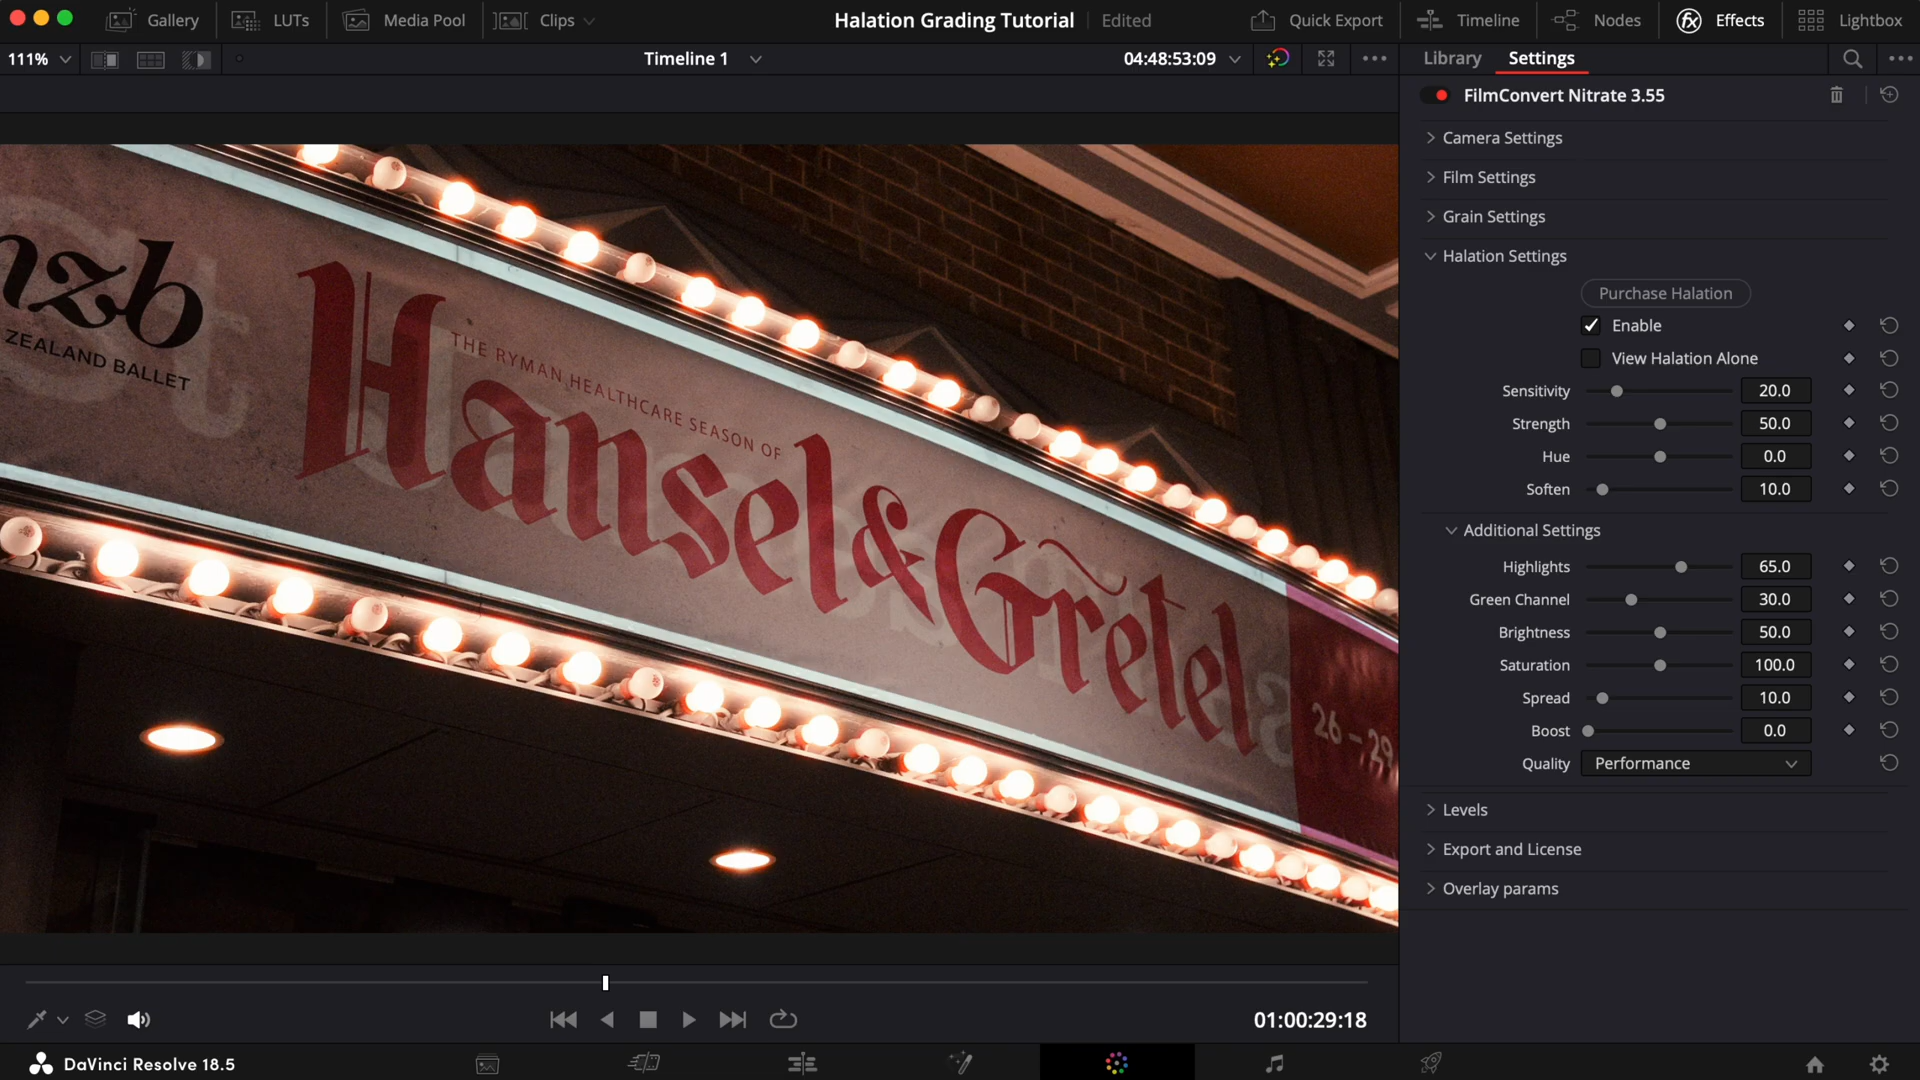 Gallery
LUTs
Media Pool
Clips
Halation Grading Tutorial
Edited
Quick Export
Timeline
Nodes
Effects
Lightbox
111%
Timeline 1
04:48:53:09
Library
Settings
FilmConvert Nitrate 3.55
Camera Settings
Film Settings
Grain Settings
Halation Settings
Purchase Halation
Enable
View Halation Alone
Sensitivity 20.0
Strength 50.0
Hue 0.0
Soften 10.0
Additional Settings
Highlights 65.0
Green Channel 30.0
Brightness 50.0
Saturation 100.0
Spread 10.0
Boost 0.0
Quality Performance
Levels
Export and License
Overlay params
nzb
ZEALAND BALLET
THE RYMAN HEALTHCARE SEASON OF
Hansel & Gretel
26 – 29
01:00:29:18
DaVinci Resolve 18.5